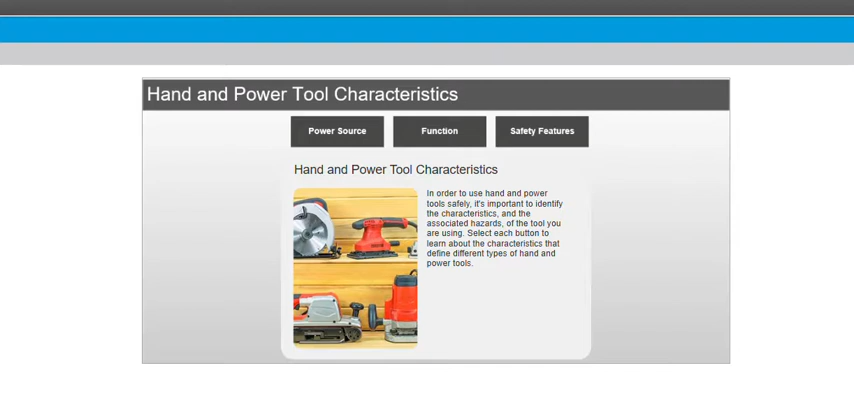 Hand and Power Tool Characteristics
Power Source
Function
Safety Features
Hand and Power Tool Characteristics
In order to use hand and power
tools safely, it's important to identify
the characteristics, and the
associated hazards, of the tool you
are using. Select each button to
learn about the characteristics that
define different types of hand and
power tools.